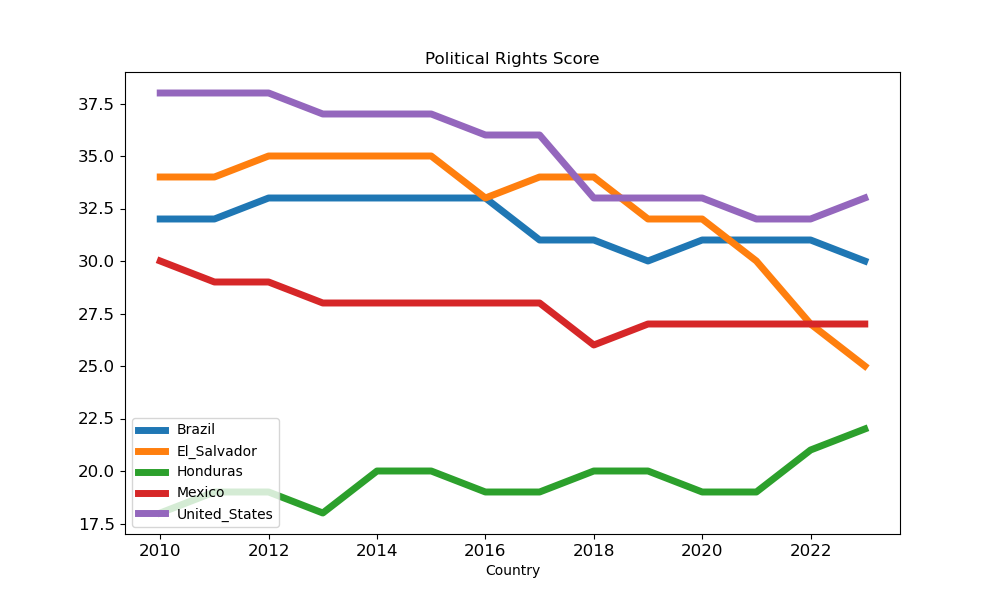 Political Rights Score
37.5
35.0
32.5
30.0
27.5
25.0
22.5
20.0
17.5
Brazil
El_Salvador
Honduras
Mexico
United_States
2010 2012 2014 2016 2018 2020 2022
Country